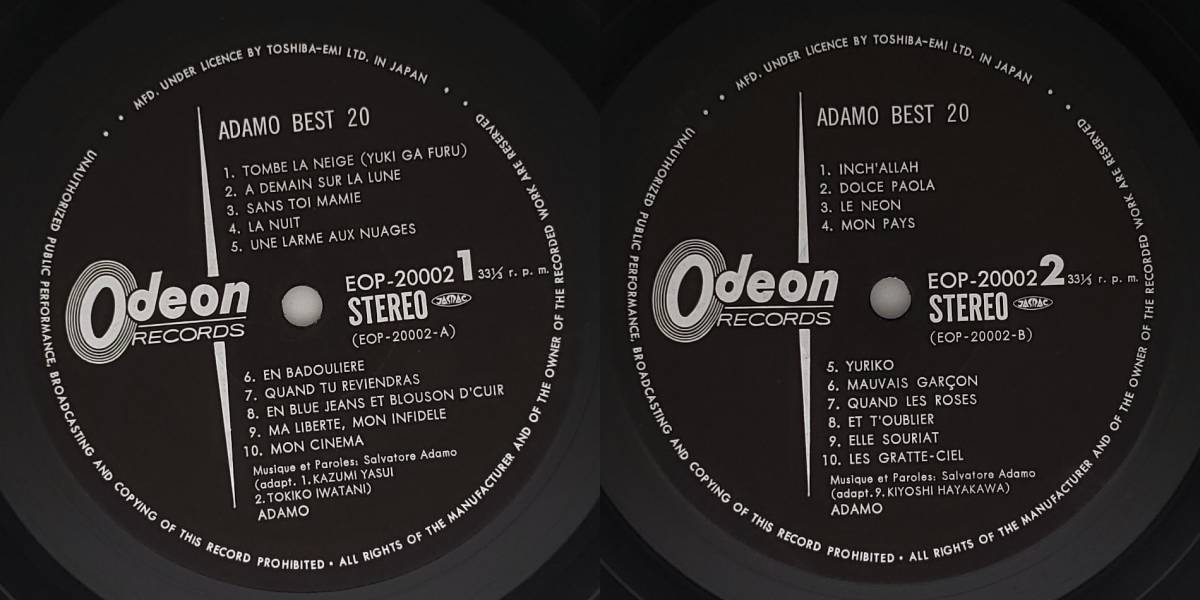 MFD. UNDER LICENCE BY TOSHIBA-EMI LTD. IN JAPAN
ADAMO BEST 20
1. TOMBE LA NEIGE (YUKI GA FURU)
2. A DEMAIN SUR LA LUNE
3. SANS TOI MAMIE
4. LA NUIT
5. UNE LARME AUX NUAGES
Odeon
RECORDS
EOP-20002 1 33⅓ r. p. m.
STEREO JASRAC
(EOP-20002-A)
6. EN BADOULIERE
7. QUAND TU REVIENDRAS
8. EN BLUE JEANS ET BLOUSON D'CUIR
9. MA LIBERTE, MON INFIDELE
10. MON CINEMA
Musique et Paroles: Salvatore Adamo
(adapt. 1. KAZUMI YASUI
2. TOKIKO IWATANI)
ADAMO
UNAUTHORIZED PUBLIC PERFORMANCE, BROADCASTING AND COPYING OF THIS RECORD PROHIBITED • ALL RIGHTS OF THE MANUFACTURER AND OF THE OWNER OF THE RECORDED WORK ARE RESERVED
MFD. UNDER LICENCE BY TOSHIBA-EMI LTD. IN JAPAN
ADAMO BEST 20
1. INCH'ALLAH
2. DOLCE PAOLA
3. LE NEON
4. MON PAYS
Odeon
RECORDS
EOP-20002 2 33⅓ r. p. m.
STEREO JASRAC
(EOP-20002-B)
5. YURIKO
6. MAUVAIS GARÇON
7. QUAND LES ROSES
8. ET T'OUBLIER
9. ELLE SOURIAT
10. LES GRATTE-CIEL
Musique et Paroles: Salvatore Adamo
(adapt. 9. KIYOSHI HAYAKAWA)
ADAMO
UNAUTHORIZED PUBLIC PERFORMANCE, BROADCASTING AND COPYING OF THIS RECORD PROHIBITED • ALL RIGHTS OF THE MANUFACTURER AND OF THE OWNER OF THE RECORDED WORK ARE RESERVED